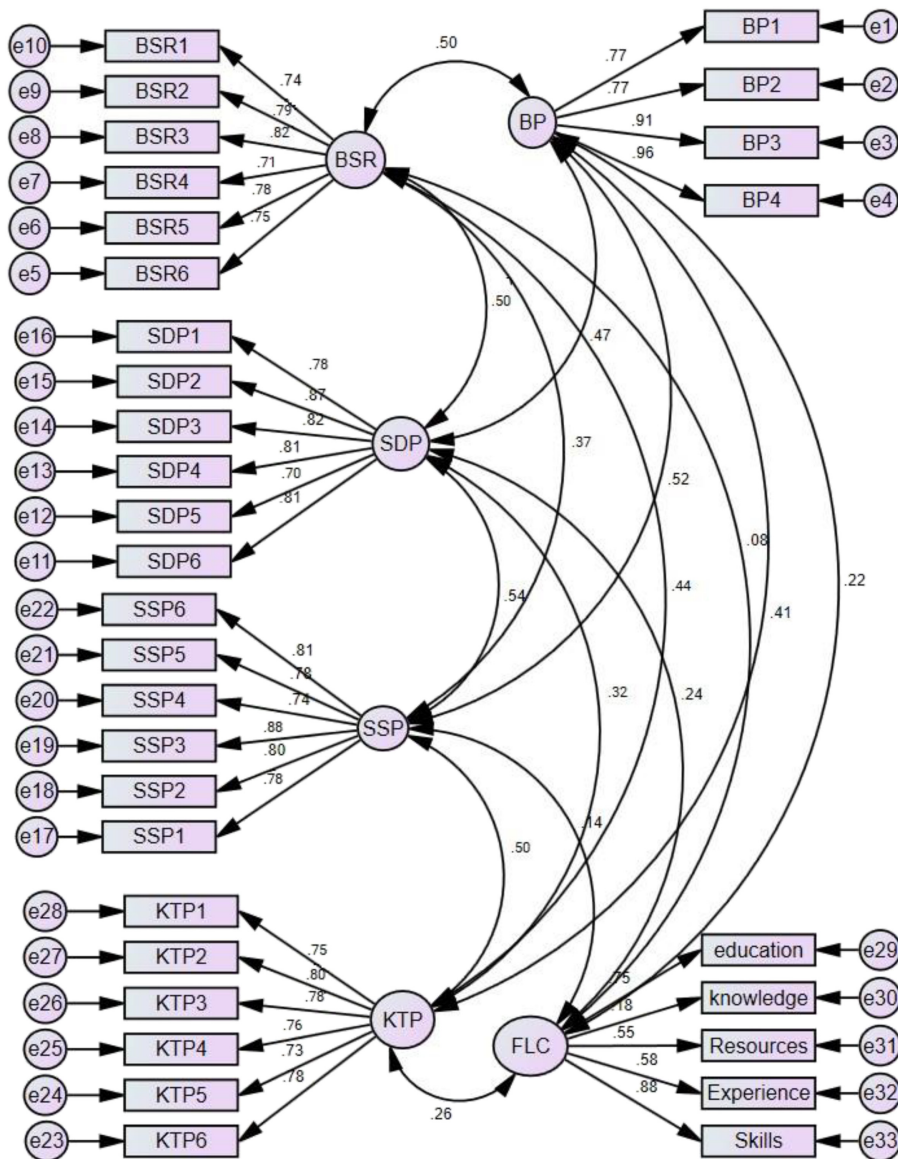 e10 BSR1
e9 BSR2
e8 BSR3
e7 BSR4
e6 BSR5
e5 BSR6
.74
.79
.82
.71
.78
.75
BSR
.50
BP
.77
.77
.91
.96
BP1 e1
BP2 e2
BP3 e3
BP4 e4
e16 SDP1
e15 SDP2
e14 SDP3
e13 SDP4
e12 SDP5
e11 SDP6
.78
.87
.82
.81
.70
.81
SDP
.50
.47
.37
.52
.08
.22
.54
.44
.41
.32
.24
e22 SSP6
e21 SSP5
e20 SSP4
e19 SSP3
e18 SSP2
e17 SSP1
.81
.78
.74
.88
.80
.78
SSP
.50
.14
e28 KTP1
e27 KTP2
e26 KTP3
e25 KTP4
e24 KTP5
e23 KTP6
.75
.80
.78
.76
.73
.78
KTP
.26
FLC
.75
.18
.55
.58
.88
education e29
knowledge e30
Resources e31
Experience e32
Skills e33